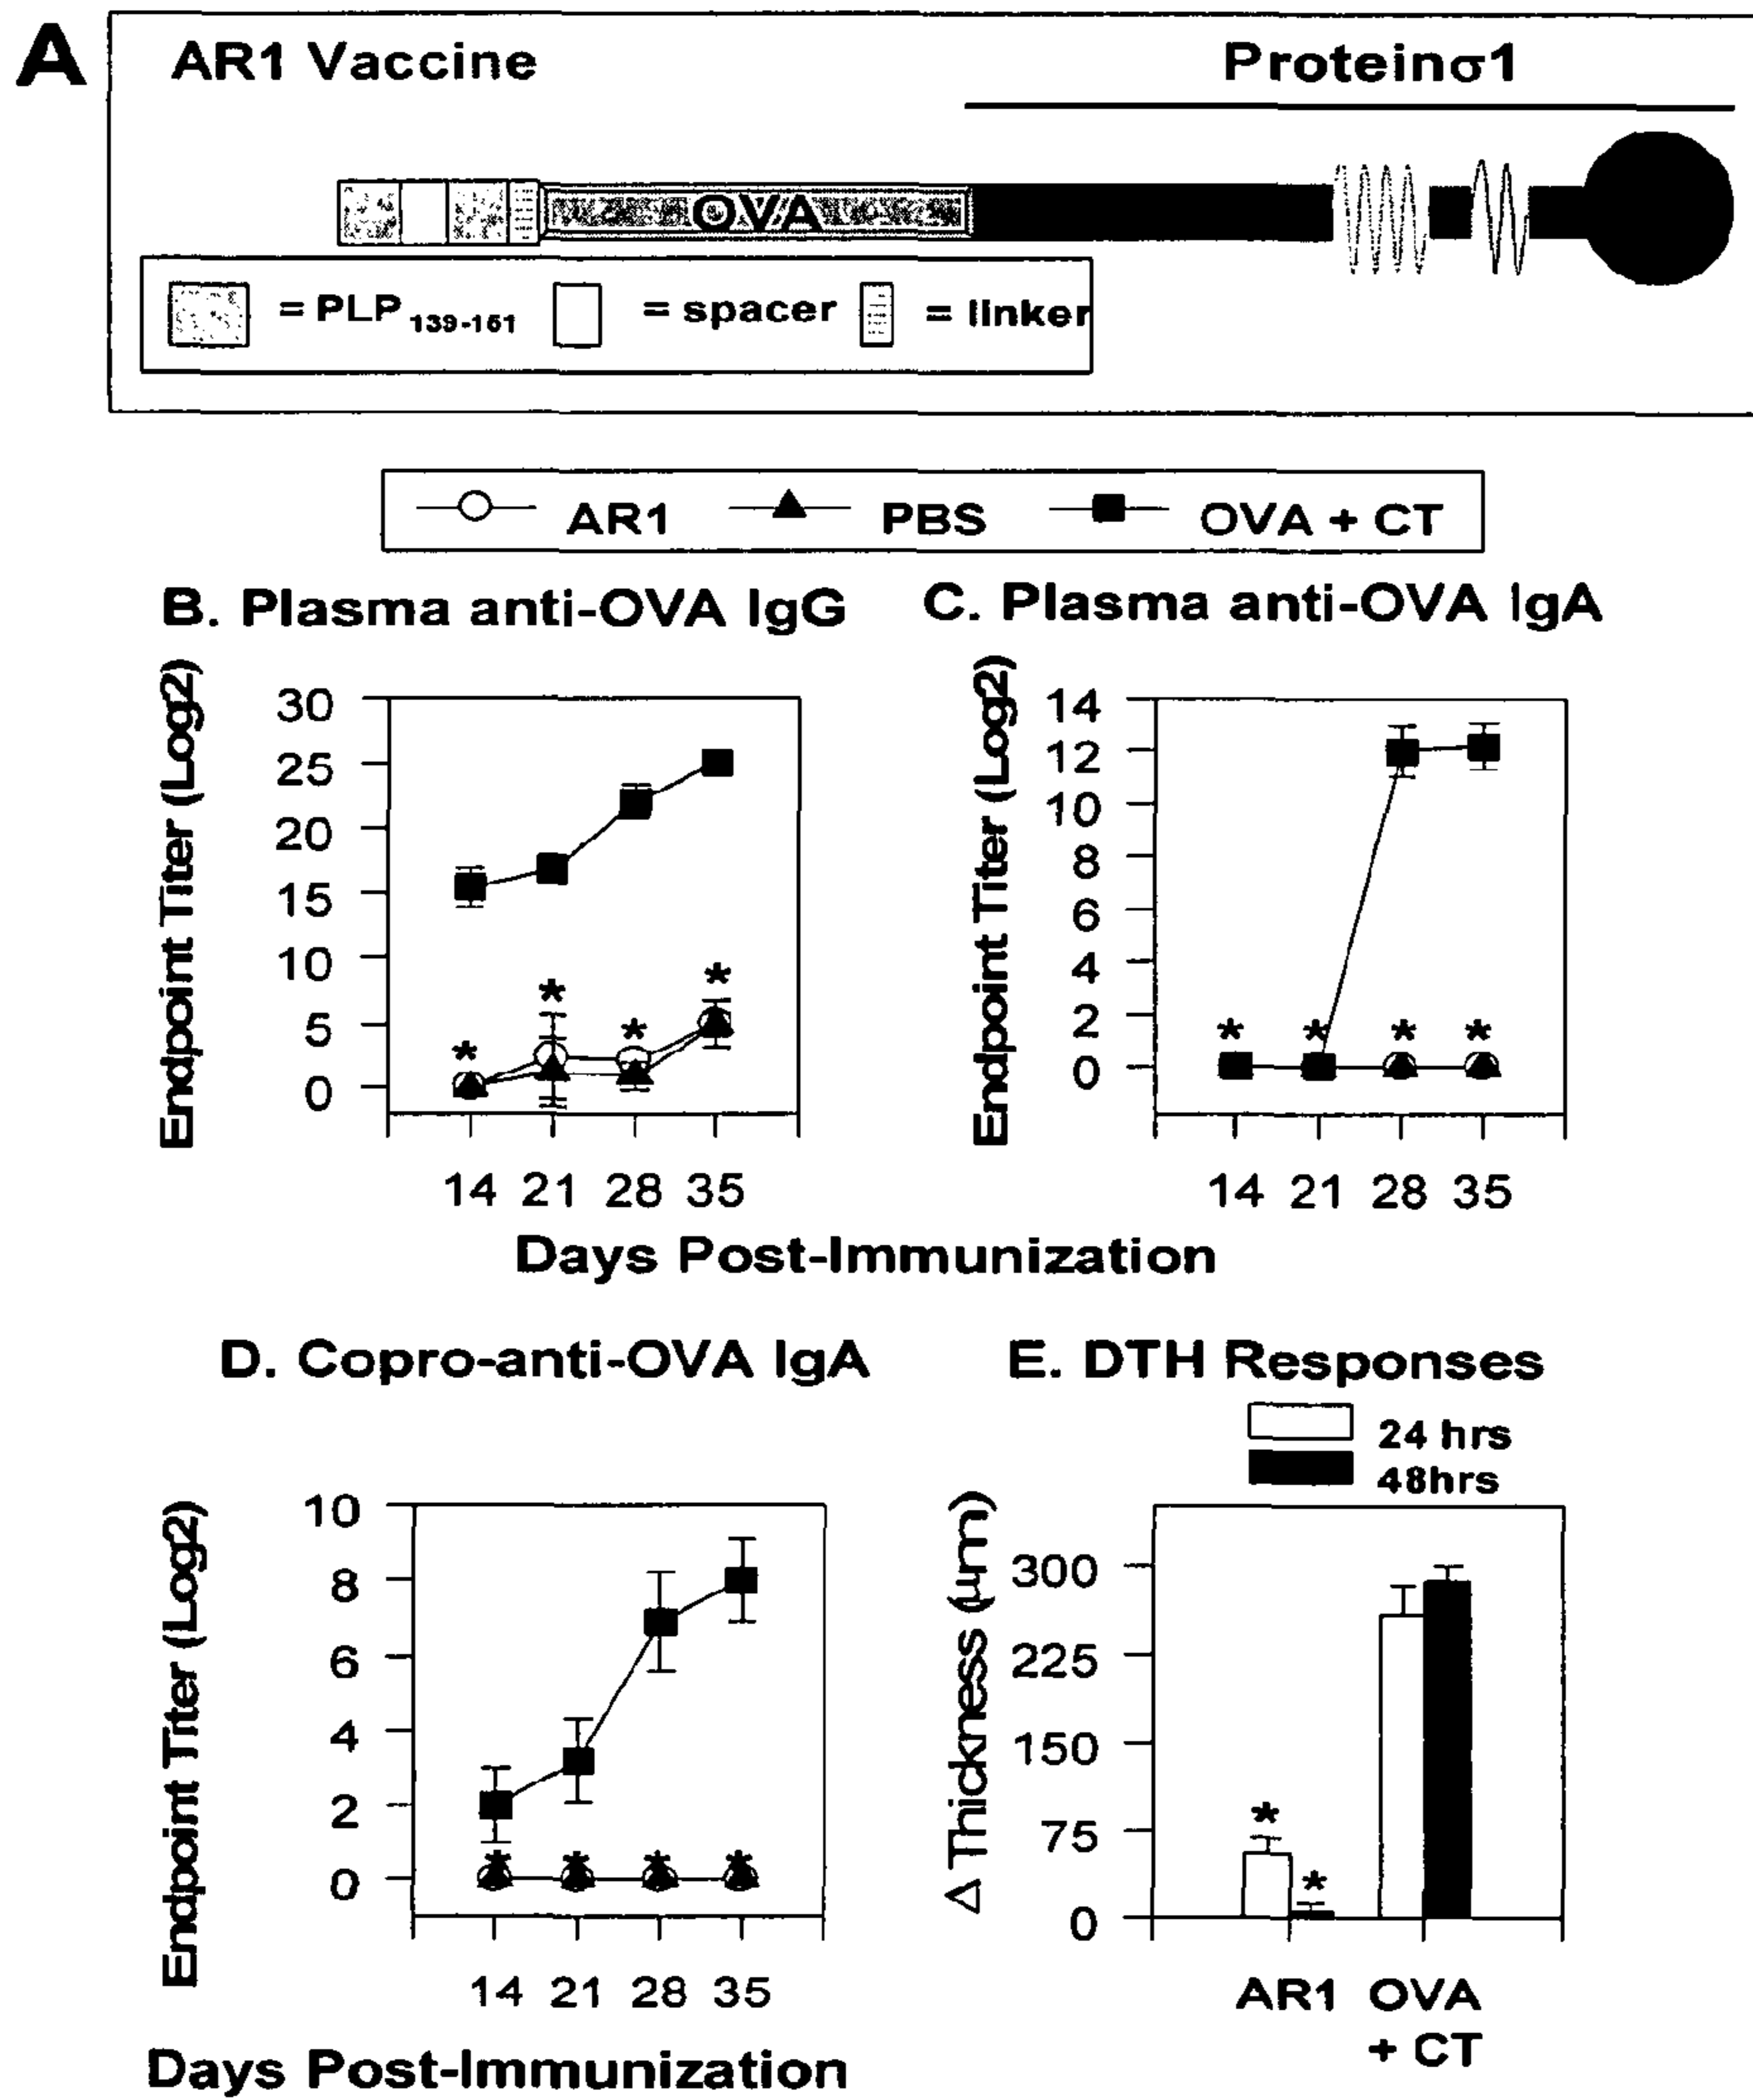 A
AR1 Vaccine
Proteinσ1
OVA
= PLP 139-151
= spacer
= linker
AR1
PBS
OVA + CT
B. Plasma anti-OVA IgG
C. Plasma anti-OVA IgA
Endpoint Titer (Log2)
30
25
20
15
10
5
0
* * * *
14 21 28 35
Endpoint Titer (Log2)
14
12
10
8
6
4
2
0
* * * *
14 21 28 35
Days Post-Immunization
D. Copro-anti-OVA IgA
E. DTH Responses
24 hrs
48hrs
Endpoint Titer (Log2)
10
8
6
4
2
0
* * * *
14 21 28 35
Days Post-Immunization
Δ Thickness (μm)
300
225
150
75
0
* *
AR1
OVA
+ CT